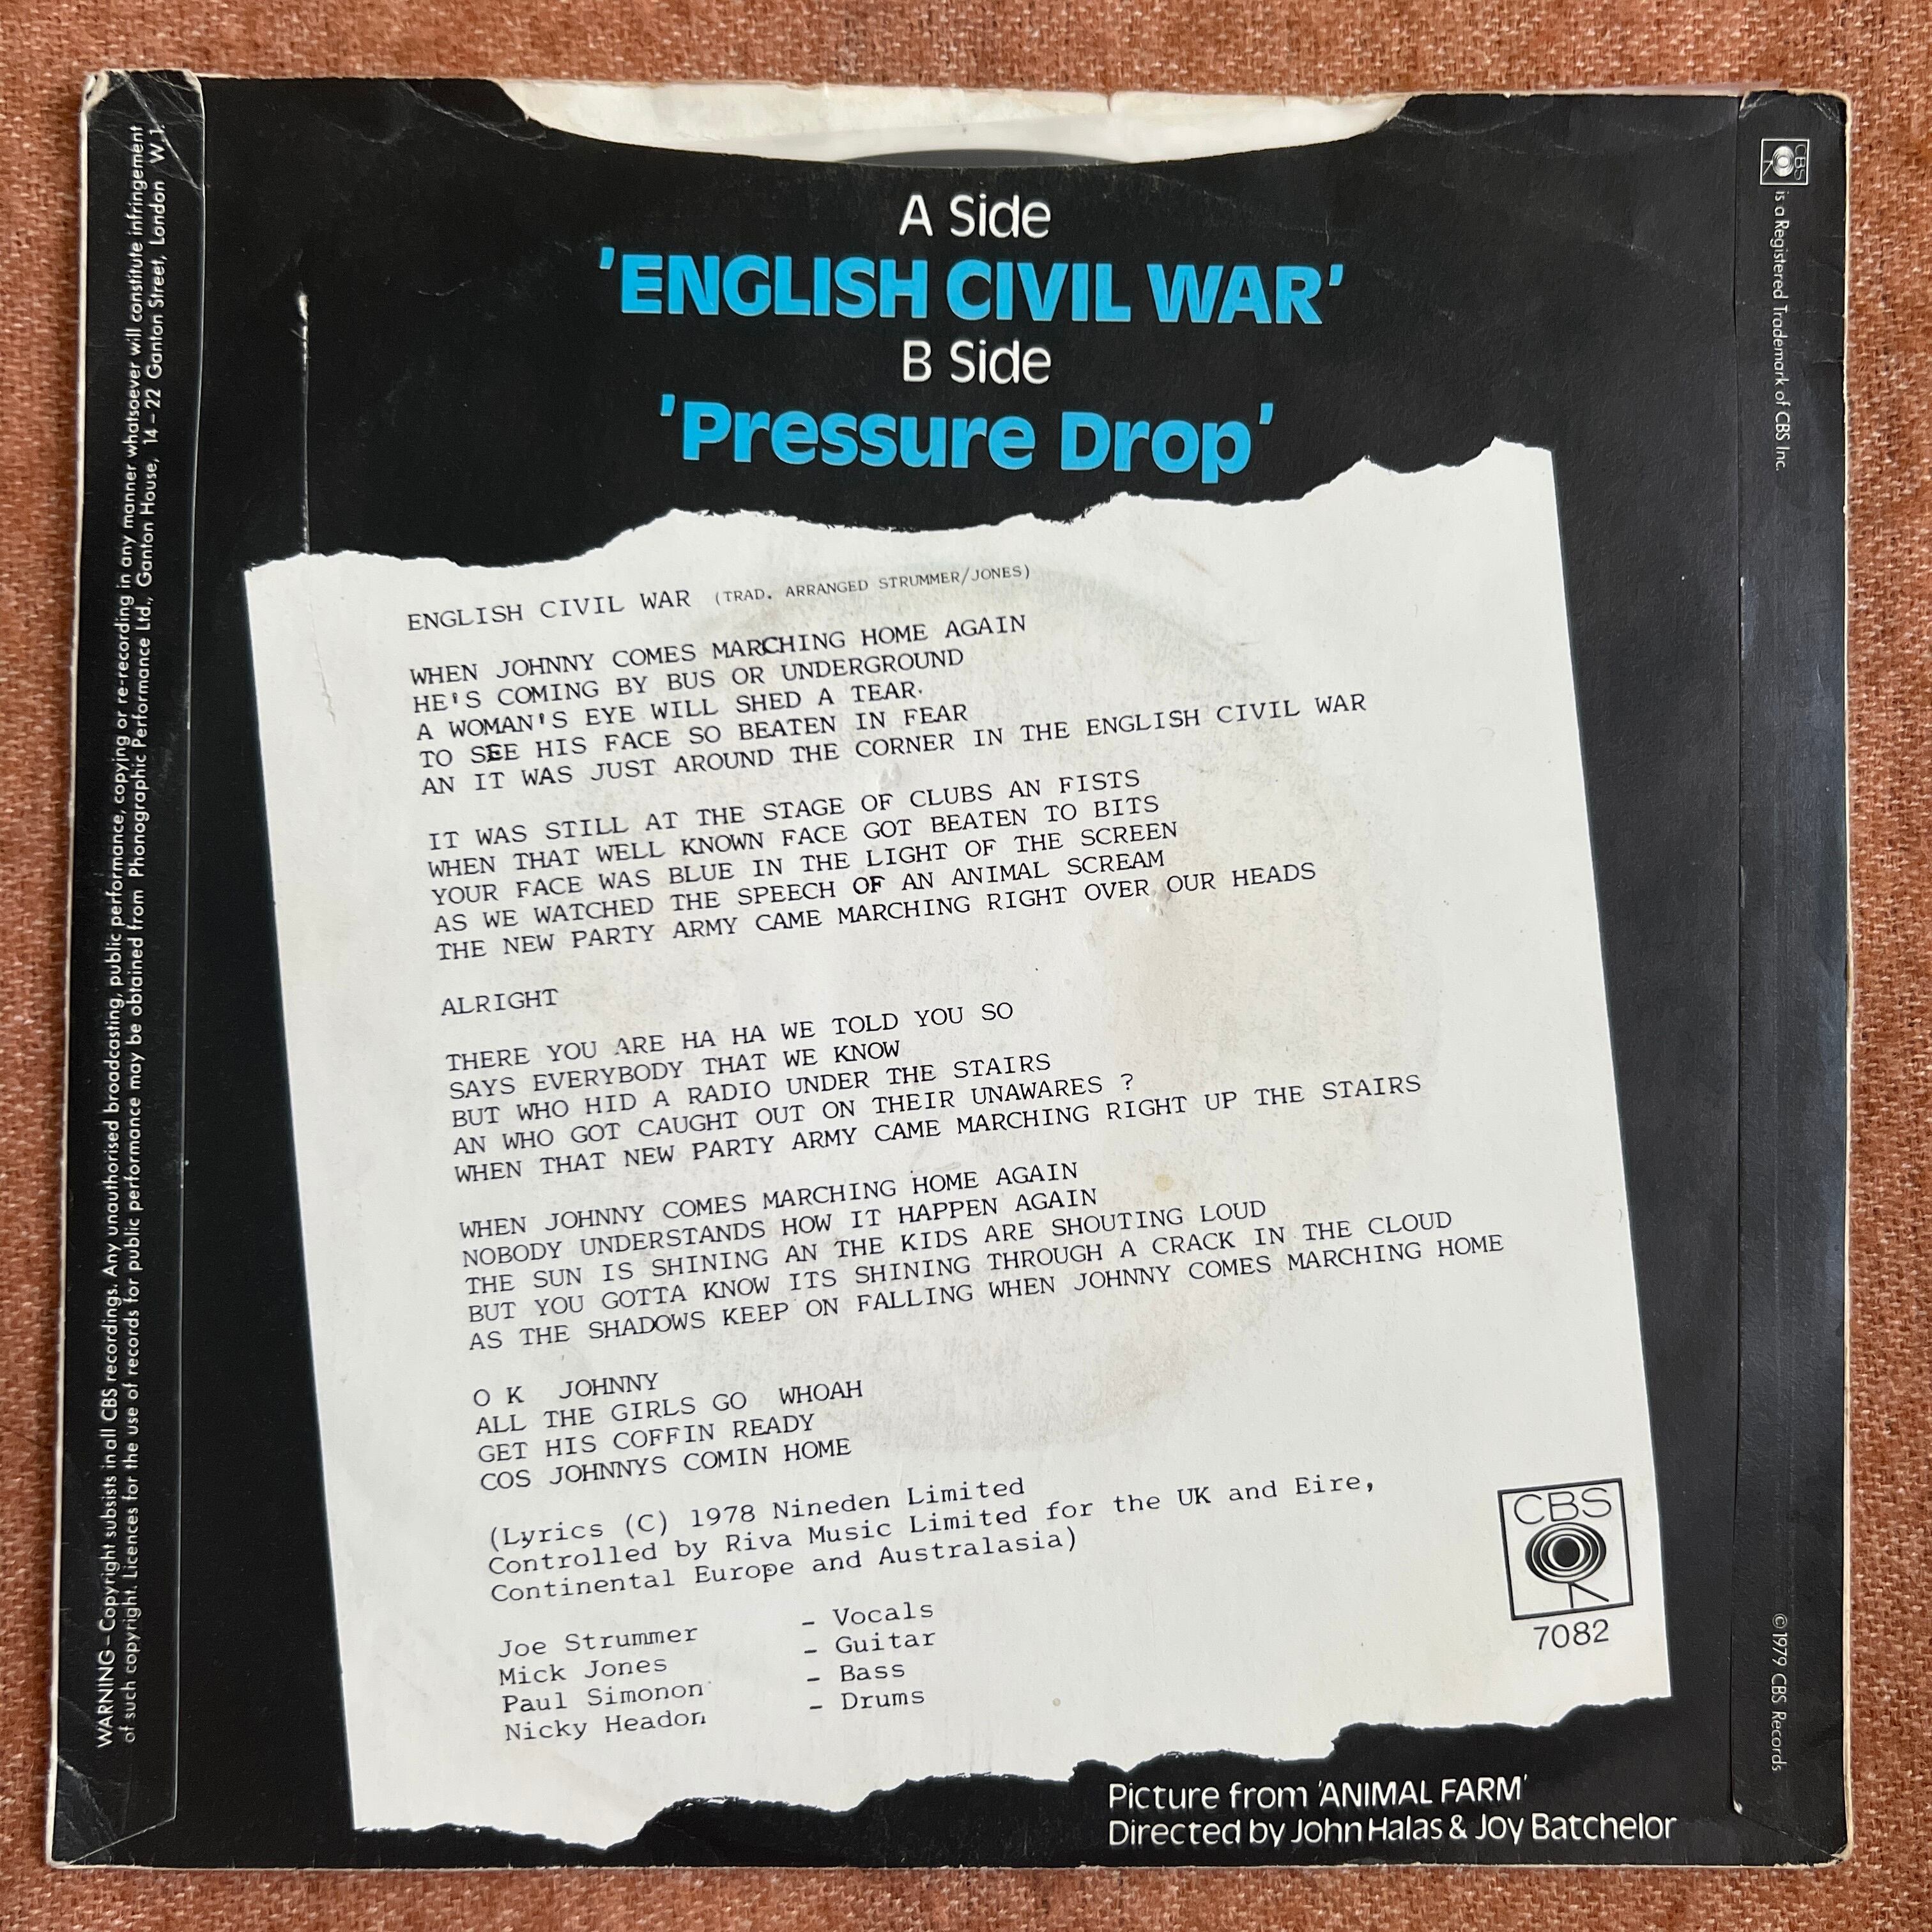 A Side
'ENGLISH CIVIL WAR'
B Side
'Pressure Drop'
ENGLISH CIVIL WAR (TRAD. ARRANGED STRUMMER/JONES)
WHEN JOHNNY COMES MARCHING HOME AGAIN
HE'S COMING BY BUS OR UNDERGROUND
A WOMAN'S EYE WILL SHED A TEAR.
TO SEE HIS FACE SO BEATEN IN FEAR
AN IT WAS JUST AROUND THE CORNER IN THE ENGLISH CIVIL WAR
IT WAS STILL AT THE STAGE OF CLUBS AN FISTS
WHEN THAT WELL KNOWN FACE GOT BEATEN TO BITS
YOUR FACE WAS BLUE IN THE LIGHT OF THE SCREEN
AS WE WATCHED THE SPEECH OF AN ANIMAL SCREAM
THE NEW PARTY ARMY CAME MARCHING RIGHT OVER OUR HEADS
ALRIGHT
THERE YOU ARE HA HA WE TOLD YOU SO
SAYS EVERYBODY THAT WE KNOW
BUT WHO HID A RADIO UNDER THE STAIRS
AN WHO GOT CAUGHT OUT ON THEIR UNAWARES ?
WHEN THAT NEW PARTY ARMY CAME MARCHING RIGHT UP THE STAIRS
WHEN JOHNNY COMES MARCHING HOME AGAIN
NOBODY UNDERSTANDS HOW IT HAPPEN AGAIN
THE SUN IS SHINING AN THE KIDS ARE SHOUTING LOUD
BUT YOU GOTTA KNOW ITS SHINING THROUGH A CRACK IN THE CLOUD
AS THE SHADOWS KEEP ON FALLING WHEN JOHNNY COMES MARCHING HOME
O K JOHNNY
ALL THE GIRLS GO WHOAH
GET HIS COFFIN READY
COS JOHNNYS COMIN HOME
(Lyrics (C) 1978 Nineden Limited
Controlled by Riva Music Limited for the UK and Eire,
Continental Europe and Australasia)
Joe Strummer - Vocals
Mick Jones - Guitar
Paul Simonon - Bass
Nicky Headon - Drums
CBS
7082
Picture from 'ANIMAL FARM'
Directed by John Halas & Joy Batchelor
WARNING – Copyright subsists in all CBS recordings. Any unauthorised broadcasting, public performance, copying or re-recording in any manner whatsoever will constitute infringement
of such copyright. Licences for the use of records for public performance may be obtained from Phonographic Performance Ltd., Ganton House, 14–22 Ganton Street, London W.1.
CBS is a Registered Trademark of CBS Inc.
© 1979 CBS Records